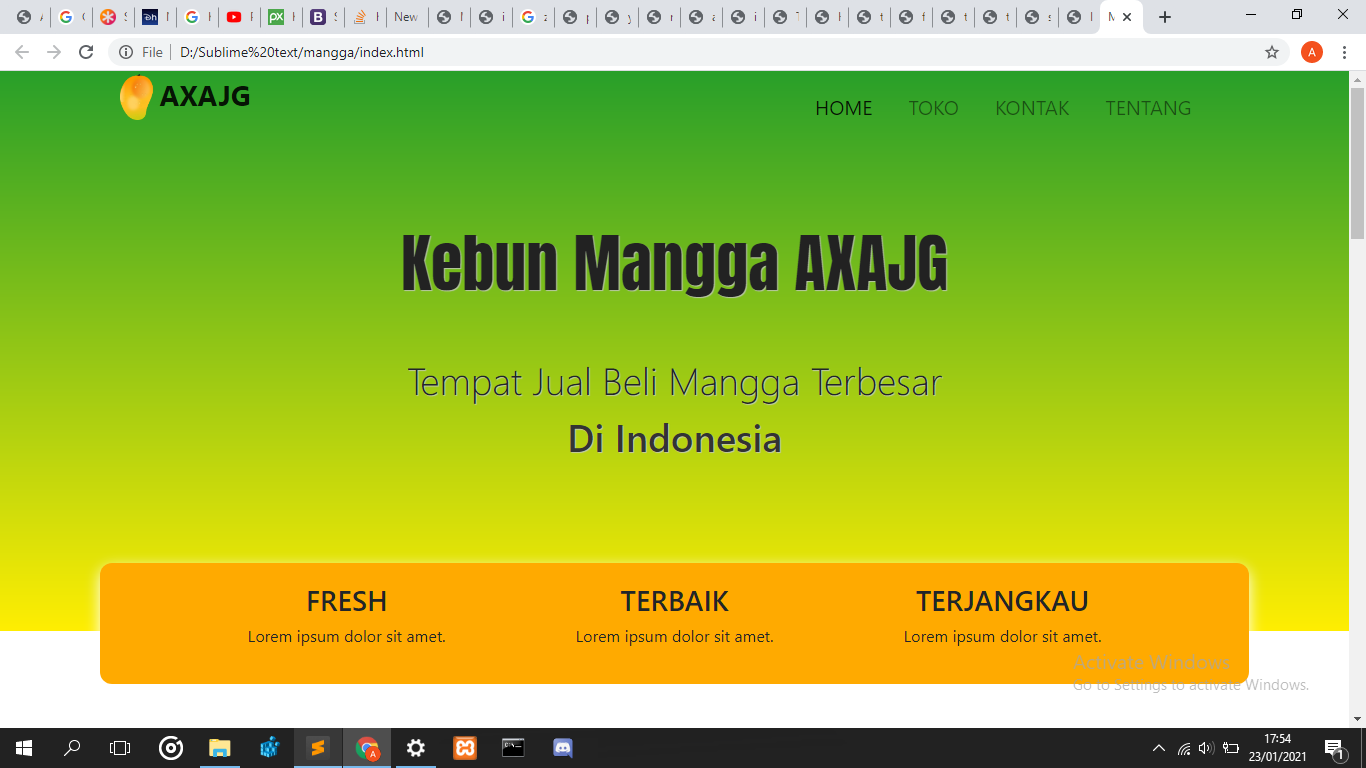 New
File
D:/Sublime%20text/mangga/index.html
A
AXAJG
HOME TOKO KONTAK TENTANG
Kebun Mangga AXAJG
Tempat Jual Beli Mangga Terbesar
Di Indonesia
FRESH TERBAIK TERJANGKAU
Lorem ipsum dolor sit amet. Lorem ipsum dolor sit amet. Lorem ipsum dolor sit amet.
Activate Windows
Go to Settings to activate Windows.
17:54
23/01/2021
1